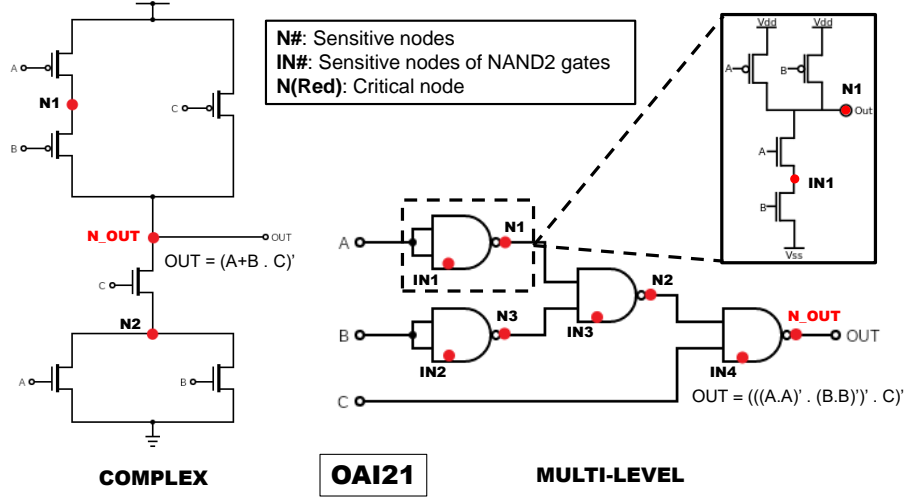 N#: Sensitive nodes
IN#: Sensitive nodes of NAND2 gates
N(Red): Critical node
A
N1
B
C
N_OUT
OUT
OUT = (A+B . C)'
C
N2
A
B
COMPLEX
OAI21
A
N1
IN1
B
N3
IN2
N2
IN3
C
N_OUT
OUT
IN4
OUT = (((A.A)' . (B.B)')' . C)'
MULTI-LEVEL
Vdd
Vdd
A
B
N1
Out
A
IN1
B
Vss